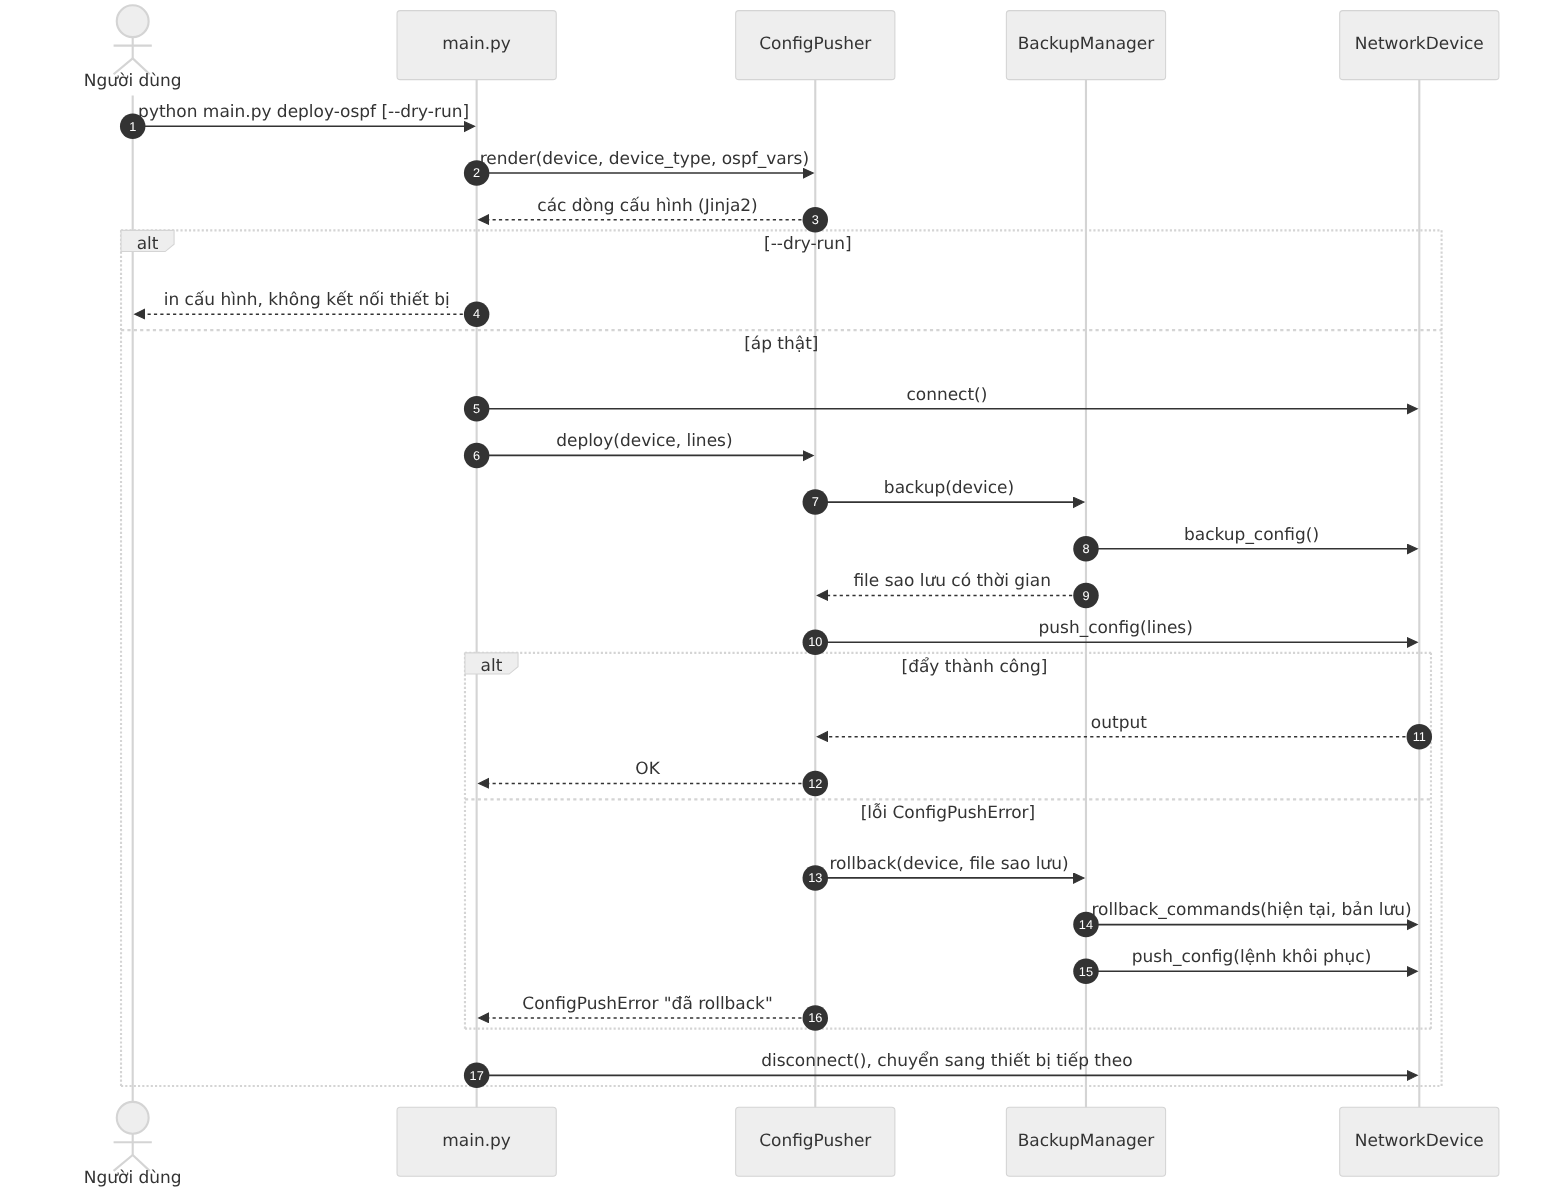 Người dùng
main.py
ConfigPusher
BackupManager
NetworkDevice
1 python main.py deploy-ospf [--dry-run]
2 render(device, device_type, ospf_vars)
các dòng cấu hình (Jinja2) 3
alt [--dry-run]
in cấu hình, không kết nối thiết bị 4
[áp thật]
5 connect()
6 deploy(device, lines)
7 backup(device)
8 backup_config()
file sao lưu có thời gian 9
10 push_config(lines)
alt [đẩy thành công]
output 11
OK 12
[lỗi ConfigPushError]
13 rollback(device, file sao lưu)
14 rollback_commands(hiện tại, bản lưu)
15 push_config(lệnh khôi phục)
ConfigPushError "đã rollback" 16
17 disconnect(), chuyển sang thiết bị tiếp theo
Người dùng
main.py
ConfigPusher
BackupManager
NetworkDevice